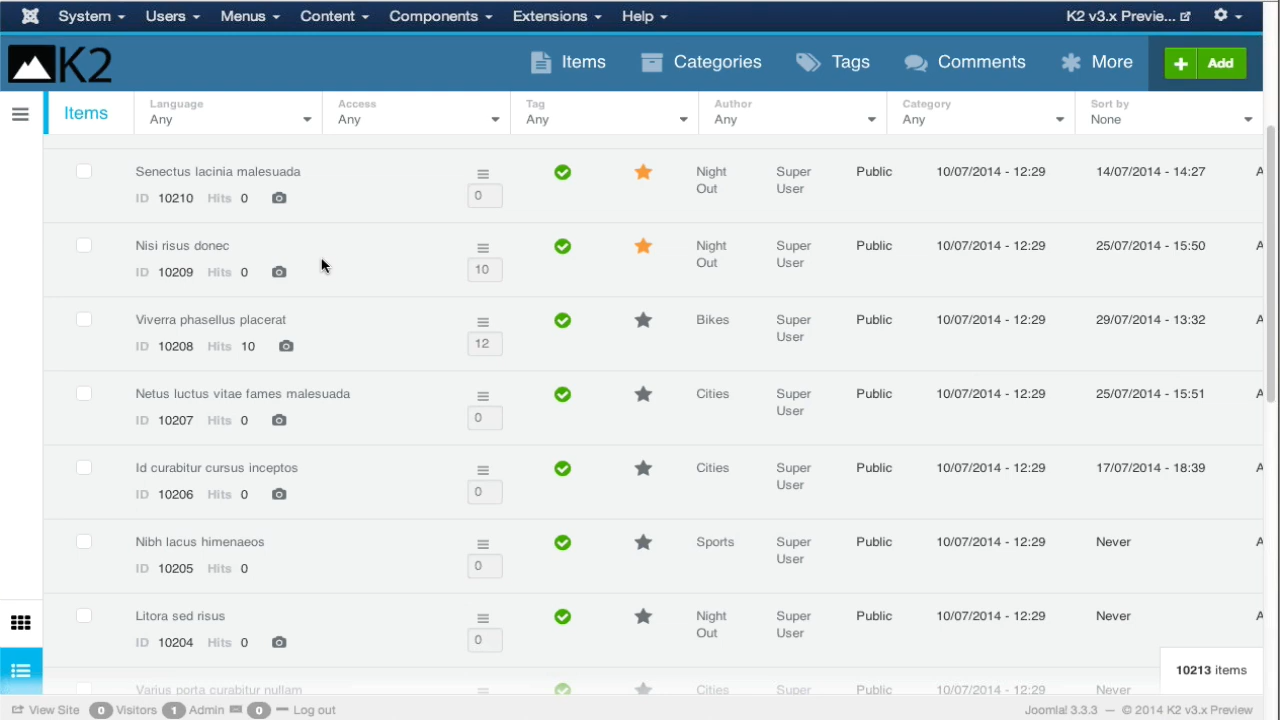 System Users Menus Content Components Extensions Help K2 v3.x Previe...
K2 Items Categories Tags Comments More + Add
Items Language Any Access Any Tag Any Author Any Category Any Sort by None
Senectus lacinia malesuada Night Out Super User Public 10/07/2014 - 12:29 14/07/2014 - 14:27 A
ID 10210 Hits 0 0
Nisi risus donec Night Out Super User Public 10/07/2014 - 12:29 25/07/2014 - 15:50 A
ID 10209 Hits 0 10
Viverra phasellus placerat Bikes Super User Public 10/07/2014 - 12:29 29/07/2014 - 13:32 A
ID 10208 Hits 10 12
Netus luctus vitae fames malesuada Cities Super User Public 10/07/2014 - 12:29 25/07/2014 - 15:51 A
ID 10207 Hits 0 0
Id curabitur cursus inceptos Cities Super User Public 10/07/2014 - 12:29 17/07/2014 - 18:39 A
ID 10206 Hits 0 0
Nibh lacus himenaeos Sports Super User Public 10/07/2014 - 12:29 Never A
ID 10205 Hits 0 0
Litora sed risus Night Out Super User Public 10/07/2014 - 12:29 Never A
ID 10204 Hits 0 0
10213 items
Varius porta curabitur nullam Cities Super 10/07/2014 - 12:29 Never
View Site 0 Visitors 1 Admin 0 Log out Joomla! 3.3.3 — © 2014 K2 v3.x Preview